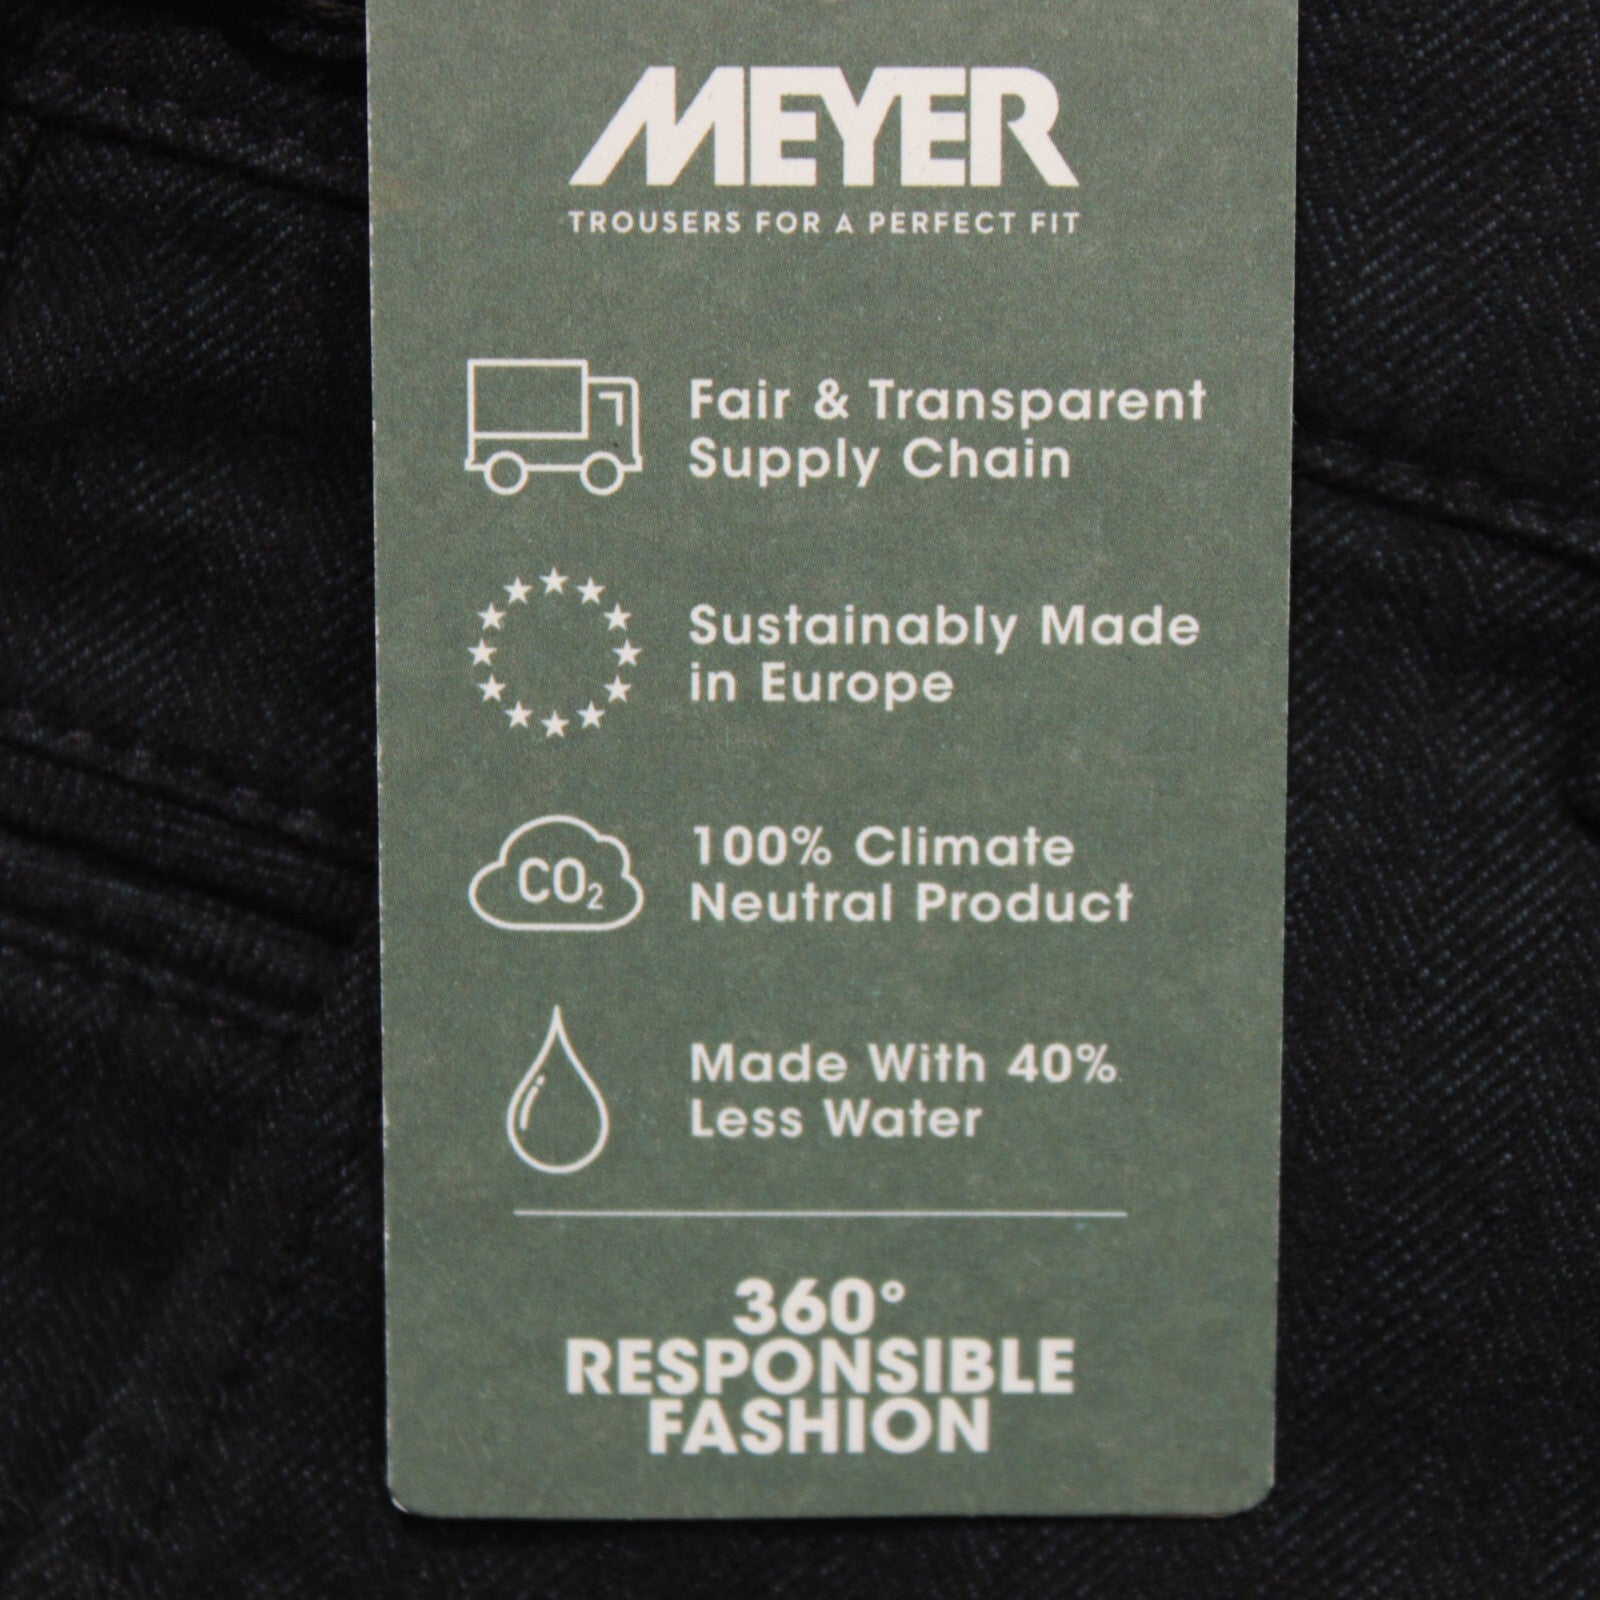 MEYER
TROUSERS FOR A PERFECT FIT
Fair & Transparent
Supply Chain
Sustainably Made
in Europe
CO₂
100% Climate
Neutral Product
Made With 40%
Less Water
360°
RESPONSIBLE
FASHION